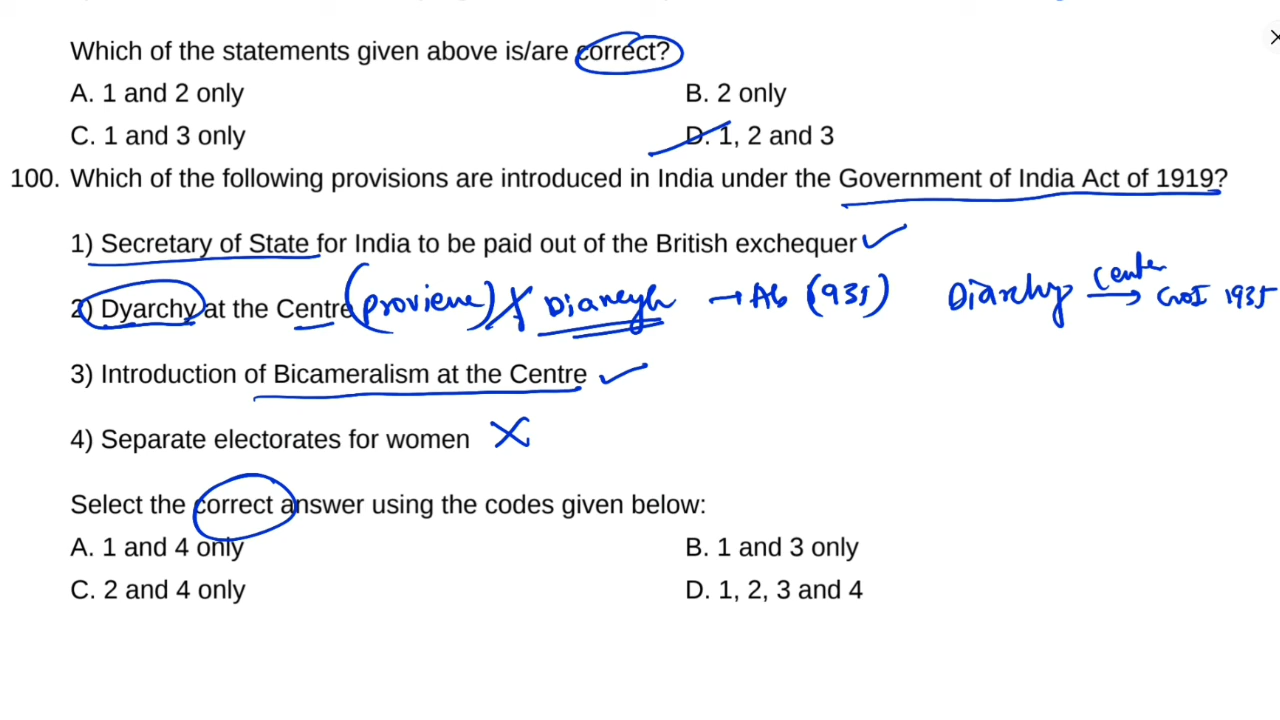 Which of the statements given above is/are correct?
A. 1 and 2 only B. 2 only
C. 1 and 3 only D. 1, 2 and 3
100. Which of the following provisions are introduced in India under the Government of India Act of 1919?
1) Secretary of State for India to be paid out of the British exchequer
Center
2) Dyarchy at the Centre (proviene) → (935) Diarchy → GoI 1935
3) Introduction of Bicameralism at the Centre
4) Separate electorates for women
Select the correct answer using the codes given below:
A. 1 and 4 only B. 1 and 3 only
C. 2 and 4 only D. 1, 2, 3 and 4